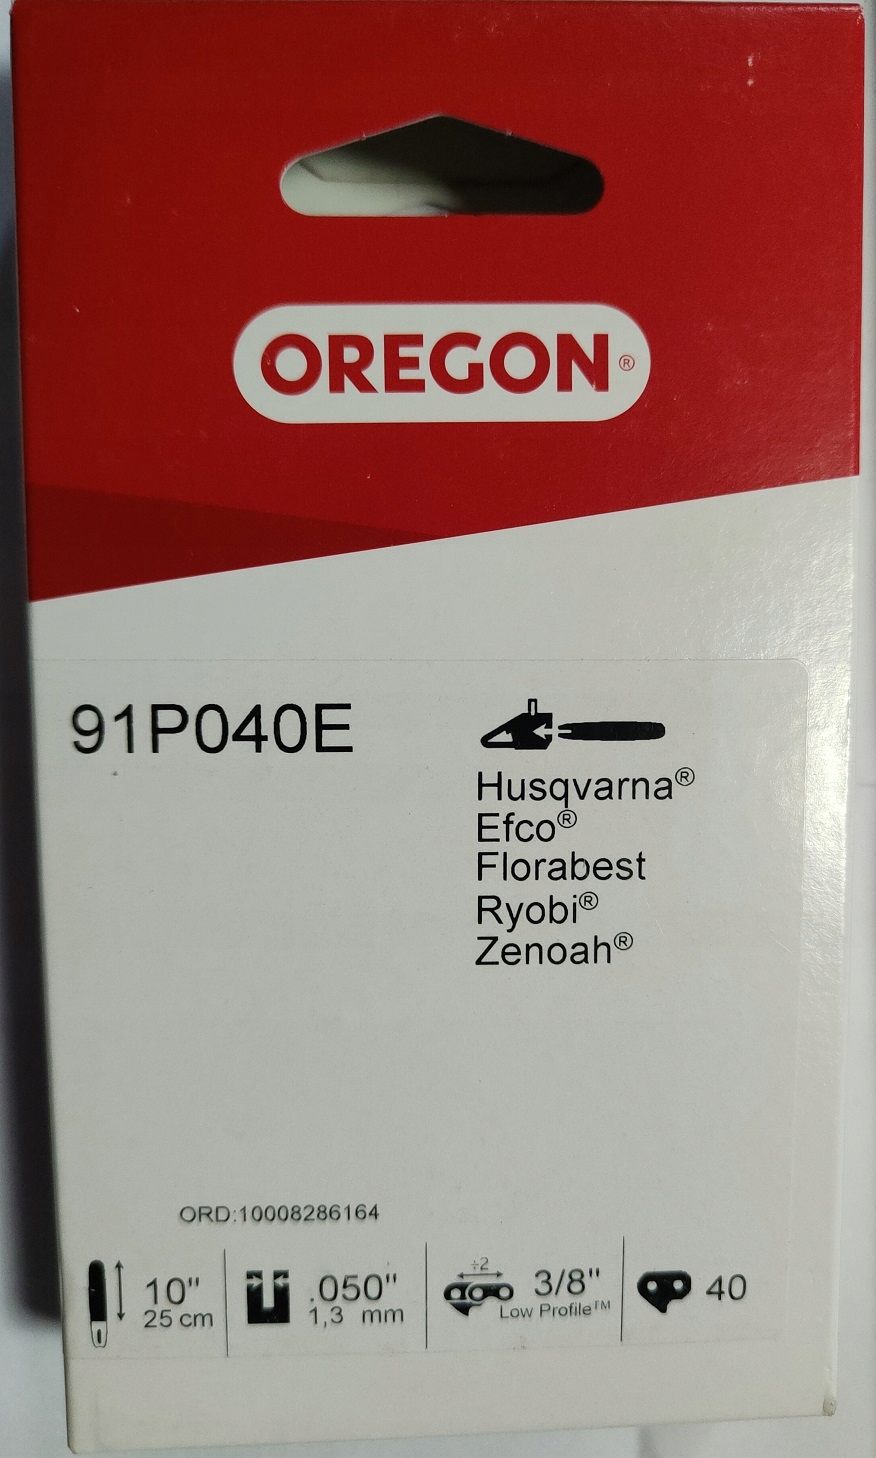 OREGON®
91P040E
Husqvarna®
Efco®
Florabest
Ryobi®
Zenoah®
ORD:10008286164
10"
25 cm
.050"
1,3 mm
÷2
3/8"
Low Profile™
40